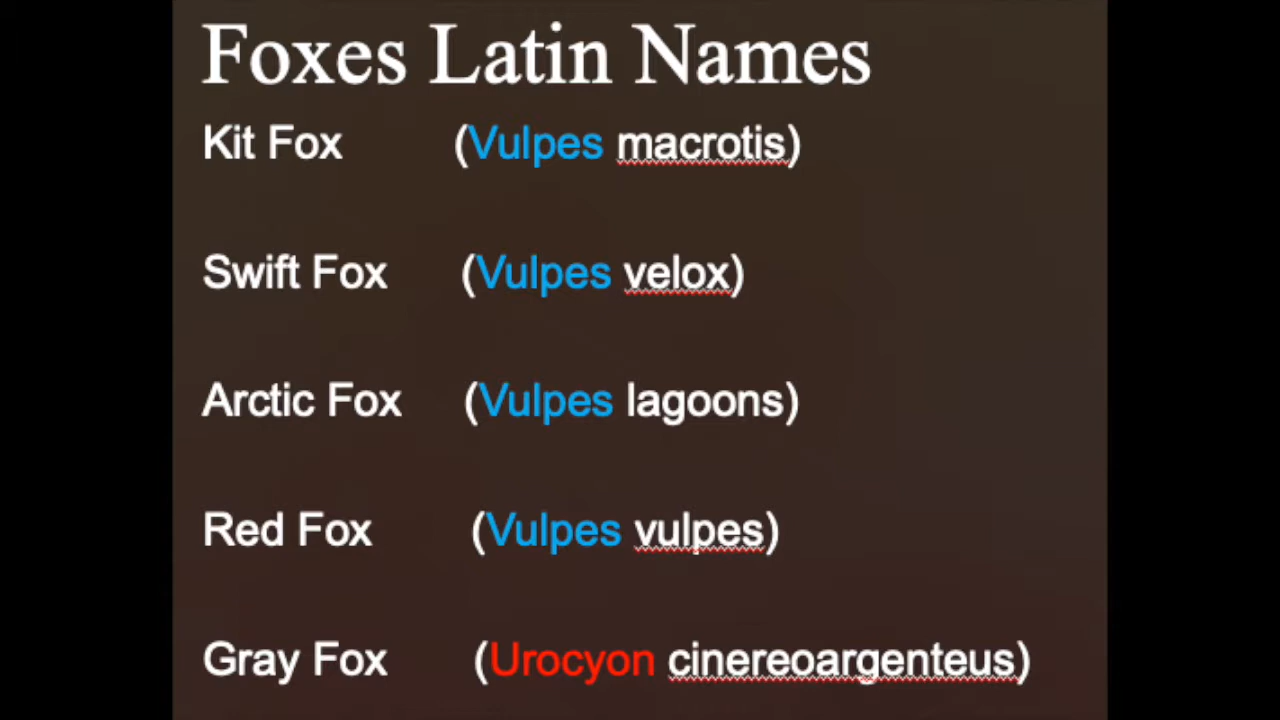 Foxes Latin Names
Kit Fox (Vulpes macrotis)
Swift Fox (Vulpes velox)
Arctic Fox (Vulpes lagoons)
Red Fox (Vulpes vulpes)
Gray Fox (Urocyon cinereoargenteus)